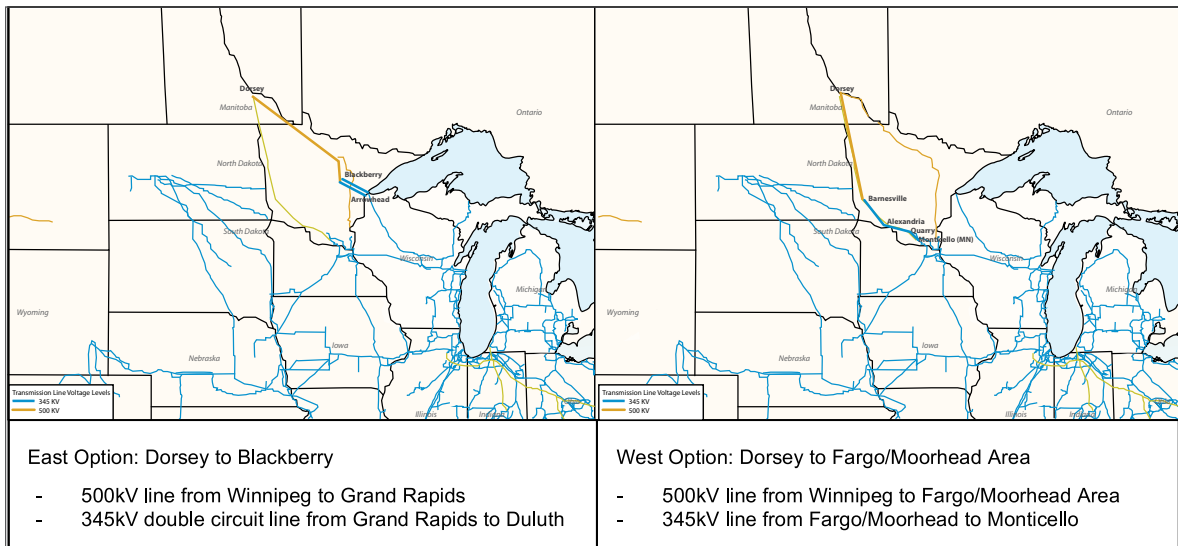 Dorsey
Manitoba
Ontario
North Dakota
Blackberry
Arrowhead
South Dakota
Wisconsin
Michigan
Wyoming
Iowa
Nebraska
Transmission Line Voltage Levels
345 KV
500 KV
Illinois
Dorsey
Manitoba
Ontario
North Dakota
Barnesville
Alexandria
South Dakota
Quarry
Monticello (MN)
Wisconsin
Michigan
Wyoming
Iowa
Nebraska
Transmission Line Voltage Levels
345 KV
500 KV
Illinois
East Option: Dorsey to Blackberry
- 500kV line from Winnipeg to Grand Rapids
- 345kV double circuit line from Grand Rapids to Duluth
West Option: Dorsey to Fargo/Moorhead Area
- 500kV line from Winnipeg to Fargo/Moorhead Area
- 345kV line from Fargo/Moorhead to Monticello